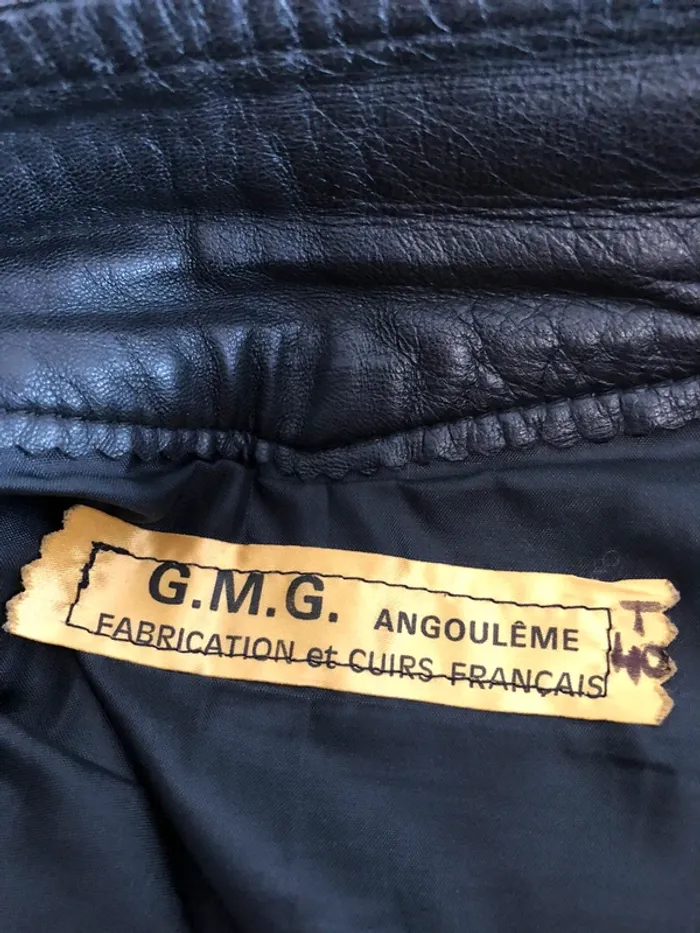 G.M.G. ANGOULÊME
FABRICATION et CUIRS FRANÇAIS
T
40